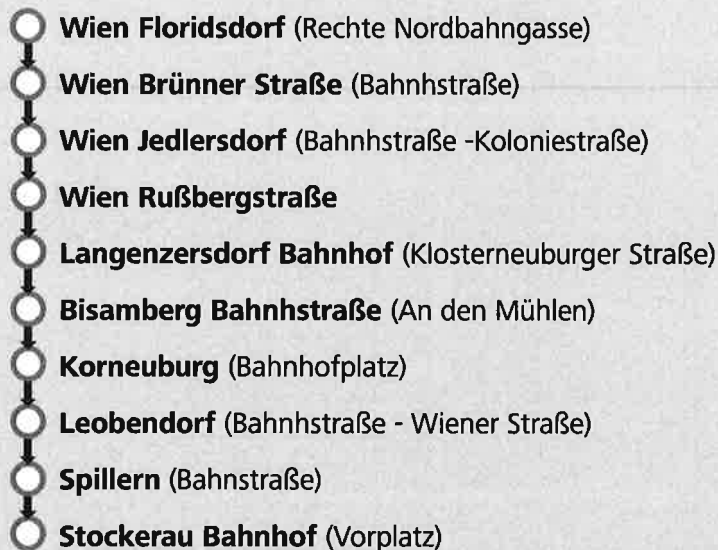 Wien Floridsdorf (Rechte Nordbahngasse)
Wien Brünner Straße (Bahnhstraße)
Wien Jedlersdorf (Bahnhstraße -Koloniestraße)
Wien Rußbergstraße
Langenzersdorf Bahnhof (Klosterneuburger Straße)
Bisamberg Bahnhstraße (An den Mühlen)
Korneuburg (Bahnhofplatz)
Leobendorf (Bahnhstraße - Wiener Straße)
Spillern (Bahnstraße)
Stockerau Bahnhof (Vorplatz)